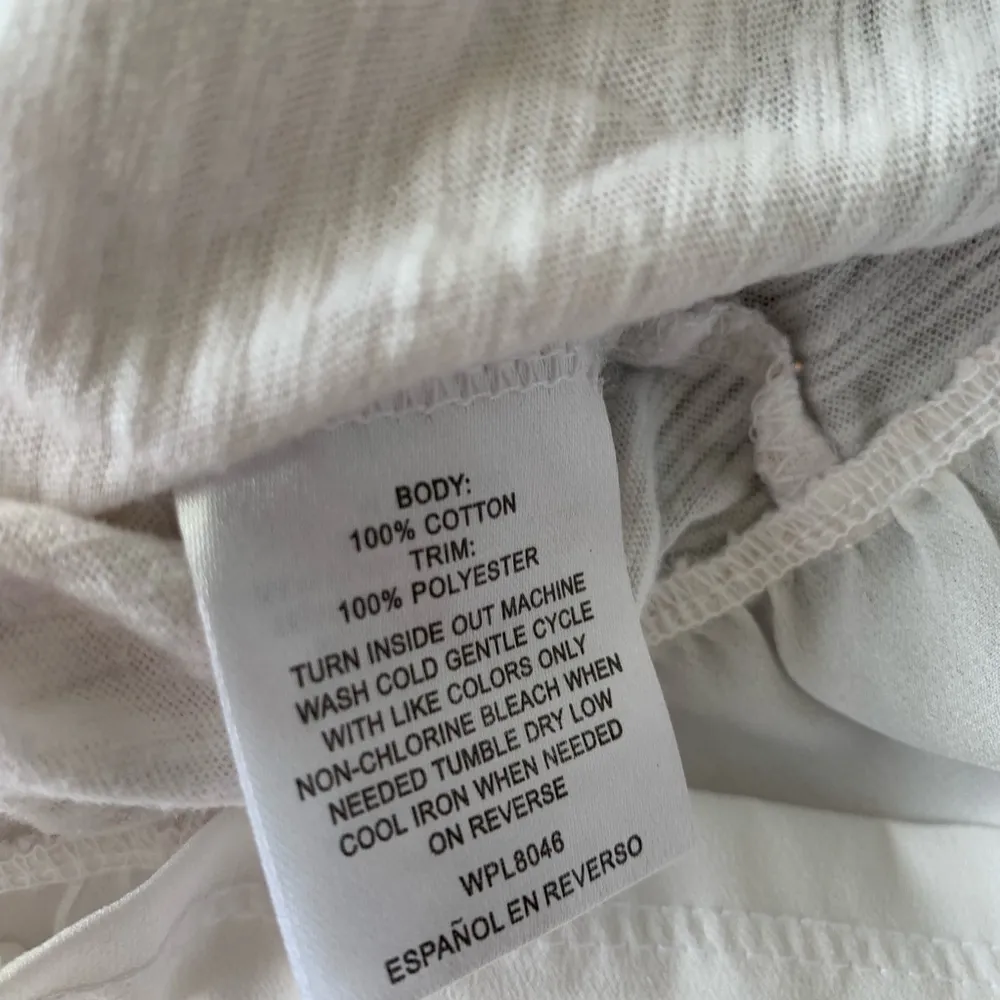 BODY:
100% COTTON
TRIM:
100% POLYESTER
TURN INSIDE OUT MACHINE
WASH COLD GENTLE CYCLE
WITH LIKE COLORS ONLY
NON-CHLORINE BLEACH WHEN
NEEDED TUMBLE DRY LOW
COOL IRON WHEN NEEDED
ON REVERSE
WPL8046
ESPAÑOL EN REVERSO